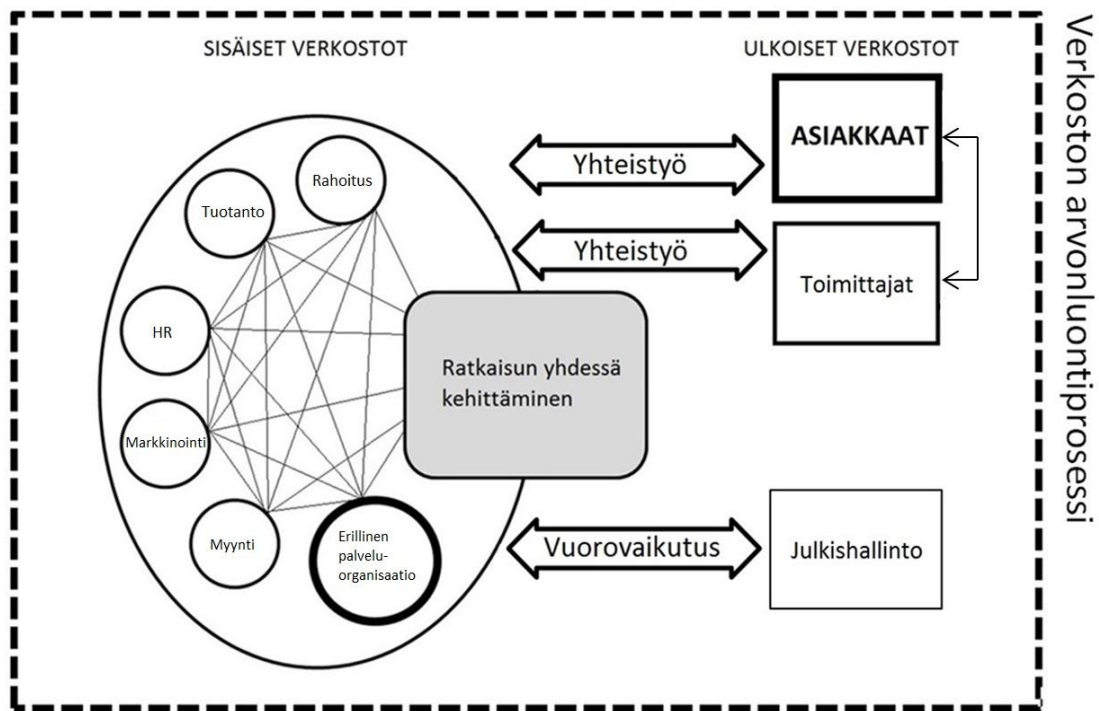 SISÄISET VERKOSTOT
ULKOISET VERKOSTOT
Rahoitus
Tuotanto
HR
Markkinointi
Myynti
Erillinen
palvelu-
organisaatio
Ratkaisun yhdessä
kehittäminen
Yhteistyö
Yhteistyö
Vuorovaikutus
ASIAKKAAT
Toimittajat
Julkishallinto
Verkoston arvonluontiprosessi